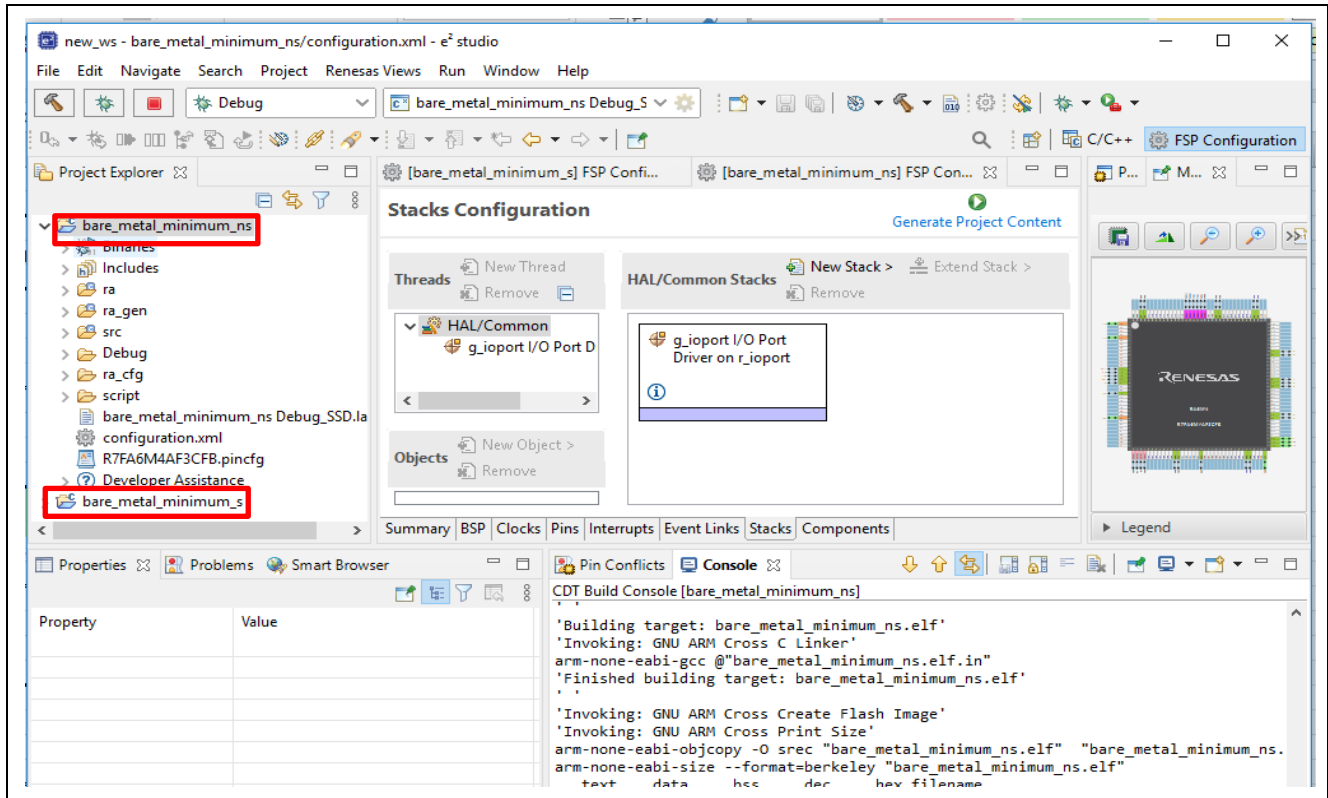 new_ws - bare_metal_minimum_ns/configuration.xml - e² studio
File Edit Navigate Search Project Renesas Views Run Window Help
Debug
bare_metal_minimum_ns Debug_S
C/C++
FSP Configuration
Project Explorer
[bare_metal_minimum_s] FSP Confi...
[bare_metal_minimum_ns] FSP Con...
P...
M...
bare_metal_minimum_ns
Binaries
Includes
ra
ra_gen
src
Debug
ra_cfg
script
bare_metal_minimum_ns Debug_SSD.la
configuration.xml
R7FA6M4AF3CFB.pincfg
Developer Assistance
bare_metal_minimum_s
Stacks Configuration
Generate Project Content
Threads
New Thread
Remove
HAL/Common Stacks
New Stack >
Extend Stack >
Remove
HAL/Common
g_ioport I/O Port D
g_ioport I/O Port
Driver on r_ioport
Objects
New Object >
Remove
Summary BSP Clocks Pins Interrupts Event Links Stacks Components
RENESAS
Legend
Properties
Problems
Smart Browser
Property Value
Pin Conflicts
Console
CDT Build Console [bare_metal_minimum_ns]
' '
'Building target: bare_metal_minimum_ns.elf'
'Invoking: GNU ARM Cross C Linker'
arm-none-eabi-gcc @"bare_metal_minimum_ns.elf.in"
'Finished building target: bare_metal_minimum_ns.elf'
' '
'Invoking: GNU ARM Cross Create Flash Image'
'Invoking: GNU ARM Cross Print Size'
arm-none-eabi-objcopy -O srec "bare_metal_minimum_ns.elf" "bare_metal_minimum_ns.
arm-none-eabi-size --format=berkeley "bare_metal_minimum_ns.elf"
text data bss dec hex filename